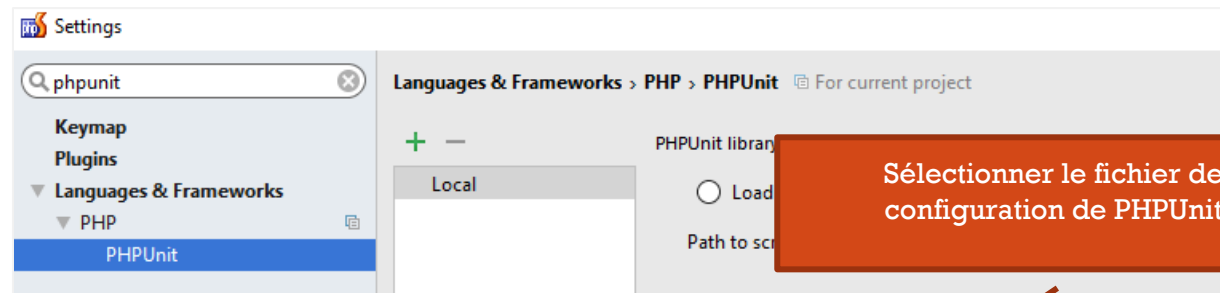 Settings
phpunit
Languages & Frameworks › PHP › PHPUnit For current project
Keymap
Plugins
Languages & Frameworks
PHP
PHPUnit
Local
PHPUnit library
Load
Path to scr
Sélectionner le fichier de
configuration de PHPUnit